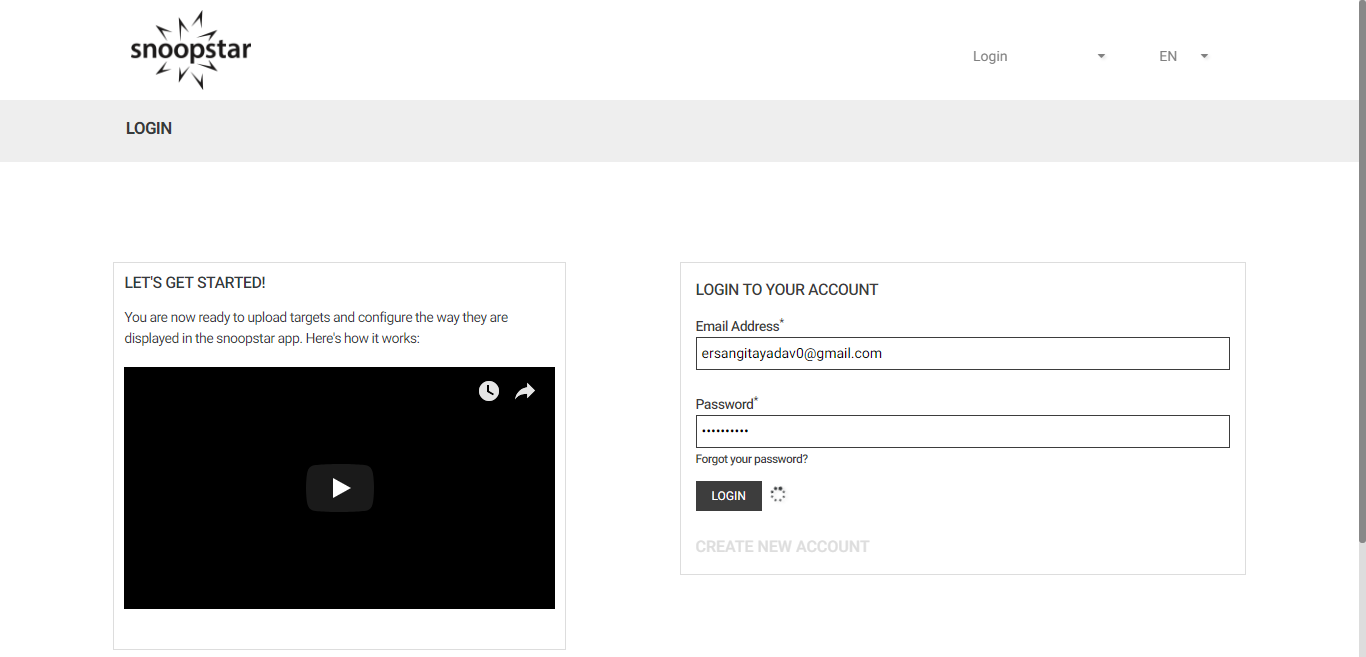 snoopstar
Login
EN
LOGIN
LET'S GET STARTED!
You are now ready to upload targets and configure the way they are
displayed in the snoopstar app. Here's how it works:
LOGIN TO YOUR ACCOUNT
Email Address*
ersangitayadav0@gmail.com
Password*
••••••••••
Forgot your password?
LOGIN
CREATE NEW ACCOUNT